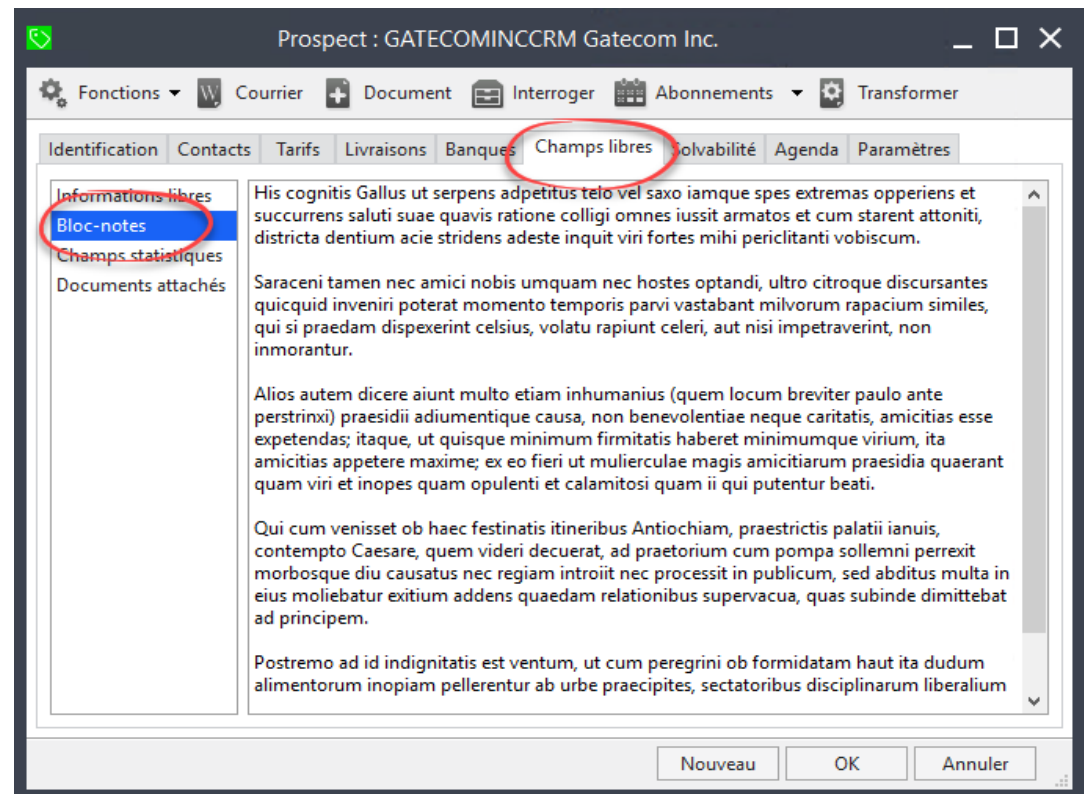 Prospect : GATECOMINCCRM Gatecom Inc.
Fonctions Courrier Document Interroger Abonnements Transformer
Identification Contacts Tarifs Livraisons Banques Champs libres Solvabilité Agenda Paramètres
Informations libres
Bloc-notes
Champs statistiques
Documents attachés
His cognitis Gallus ut serpens adpetitus telo vel saxo iamque spes extremas opperiens et
succurrens saluti suae quavis ratione colligi omnes iussit armatos et cum starent attoniti,
districta dentium acie stridens adeste inquit viri fortes mihi periclitanti vobiscum.
Saraceni tamen nec amici nobis umquam nec hostes optandi, ultro citroque discursantes
quicquid inveniri poterat momento temporis parvi vastabant milvorum rapacium similes,
qui si praedam dispexerint celsius, volatu rapiunt celeri, aut nisi impetraverint, non
inmorantur.
Alios autem dicere aiunt multo etiam inhumanius (quem locum breviter paulo ante
perstrinxi) praesidii adiumentique causa, non benevolentiae neque caritatis, amicitias esse
expetendas; itaque, ut quisque minimum firmitatis haberet minimumque virium, ita
amicitias appetere maxime; ex eo fieri ut mulierculae magis amicitiarum praesidia quaerant
quam viri et inopes quam opulenti et calamitosi quam ii qui putentur beati.
Qui cum venisset ob haec festinatis itineribus Antiochiam, praestrictis palatii ianuis,
contempto Caesare, quem videri decuerat, ad praetorium cum pompa sollemni perrexit
morbosque diu causatus nec regiam introiit nec processit in publicum, sed abditus multa in
eius moliebatur exitium addens quaedam relationibus supervacua, quas subinde dimittebat
ad principem.
Postremo ad id indignitatis est ventum, ut cum peregrini ob formidatam haut ita dudum
alimentorum inopiam pellerentur ab urbe praecipites, sectatoribus disciplinarum liberalium
Nouveau OK Annuler